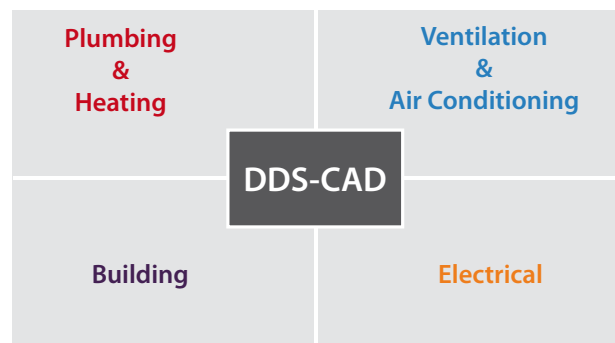 Plumbing
&
Heating
Ventilation
&
Air Conditioning
DDS-CAD
Building
Electrical